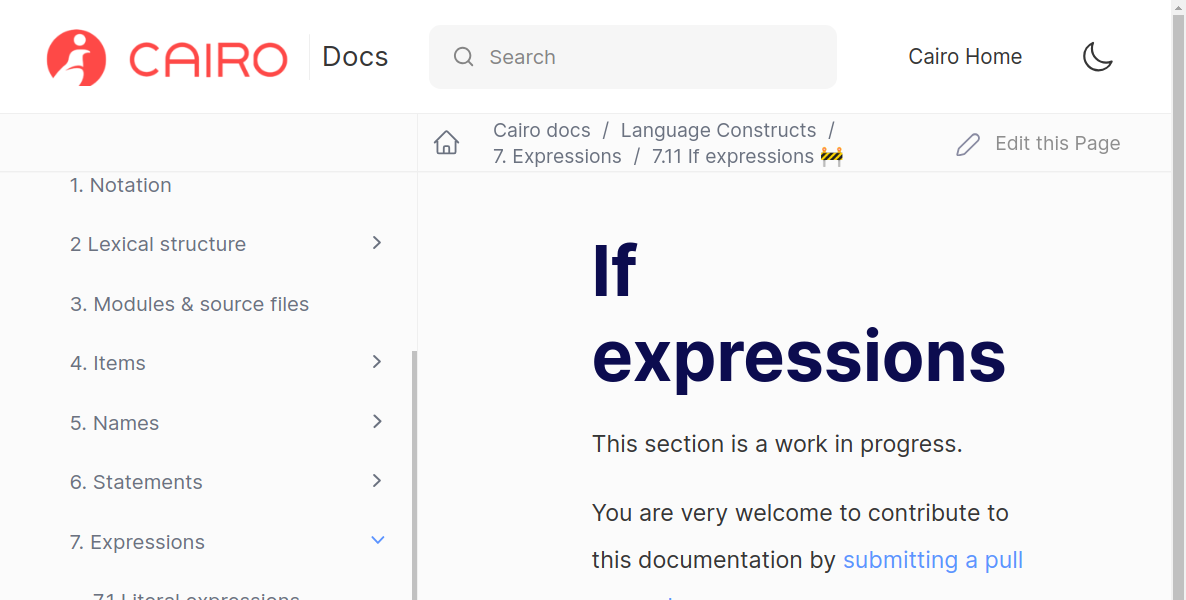 CAIRO Docs
Search
Cairo Home
Cairo docs / Language Constructs /
7. Expressions / 7.11 If expressions 🚧
Edit this Page
1. Notation
2 Lexical structure
3. Modules & source files
4. Items
5. Names
6. Statements
7. Expressions
7.1 Literal expressions
If
expressions
This section is a work in progress.
You are very welcome to contribute to
this documentation by submitting a pull